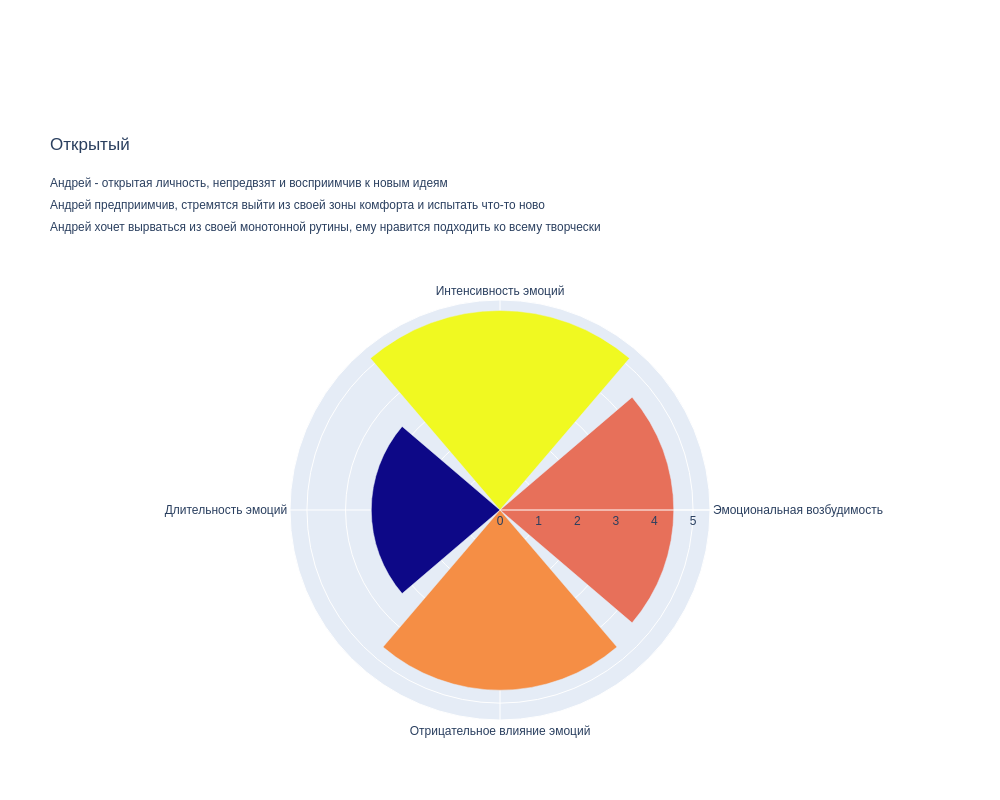 Открытый
Андрей - открытая личность, непредвзят и восприимчив к новым идеям
Андрей предприимчив, стремятся выйти из своей зоны комфорта и испытать что-то ново
Андрей хочет вырваться из своей монотонной рутины, ему нравится подходить ко всему творчески
Интенсивность эмоций
Длительность эмоций
Эмоциональная возбудимость
0 1 2 3 4 5
Отрицательное влияние эмоций